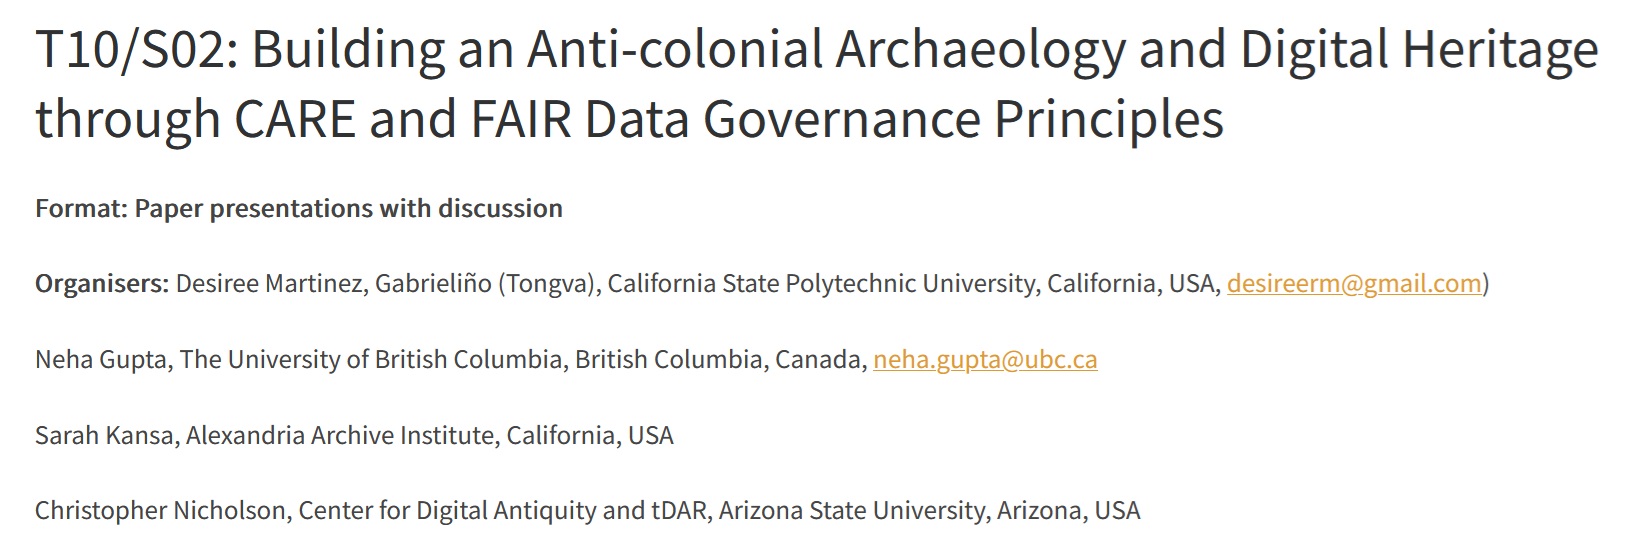 T10/S02: Building an Anti-colonial Archaeology and Digital Heritage
through CARE and FAIR Data Governance Principles
Format: Paper presentations with discussion
Organisers: Desiree Martinez, Gabrieliño (Tongva), California State Polytechnic University, California, USA, desireerm@gmail.com)
Neha Gupta, The University of British Columbia, British Columbia, Canada, neha.gupta@ubc.ca
Sarah Kansa, Alexandria Archive Institute, California, USA
Christopher Nicholson, Center for Digital Antiquity and tDAR, Arizona State University, Arizona, USA